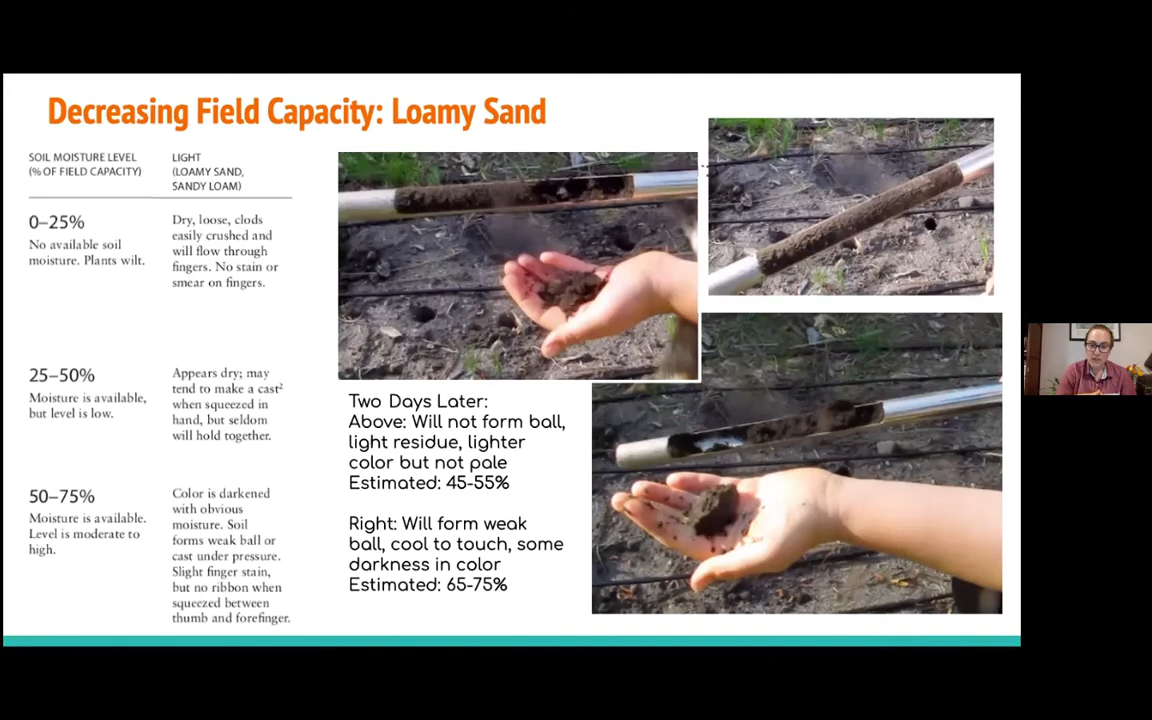 Decreasing Field Capacity: Loamy Sand
SOIL MOISTURE LEVEL
(% OF FIELD CAPACITY)
LIGHT
(LOAMY SAND,
SANDY LOAM)
0–25%
No available soil
moisture. Plants wilt.
Dry, loose, clods
easily crushed and
will flow through
fingers. No stain or
smear on fingers.
25–50%
Moisture is available,
but level is low.
Appears dry; may
tend to make a cast²
when squeezed in
hand, but seldom
will hold together.
50–75%
Moisture is available.
Level is moderate to
high.
Color is darkened
with obvious
moisture. Soil
forms weak ball or
cast under pressure.
Slight finger stain,
but no ribbon when
squeezed between
thumb and forefinger.
Two Days Later:
Above: Will not form ball,
light residue, lighter
color but not pale
Estimated: 45-55%
Right: Will form weak
ball, cool to touch, some
darkness in color
Estimated: 65-75%